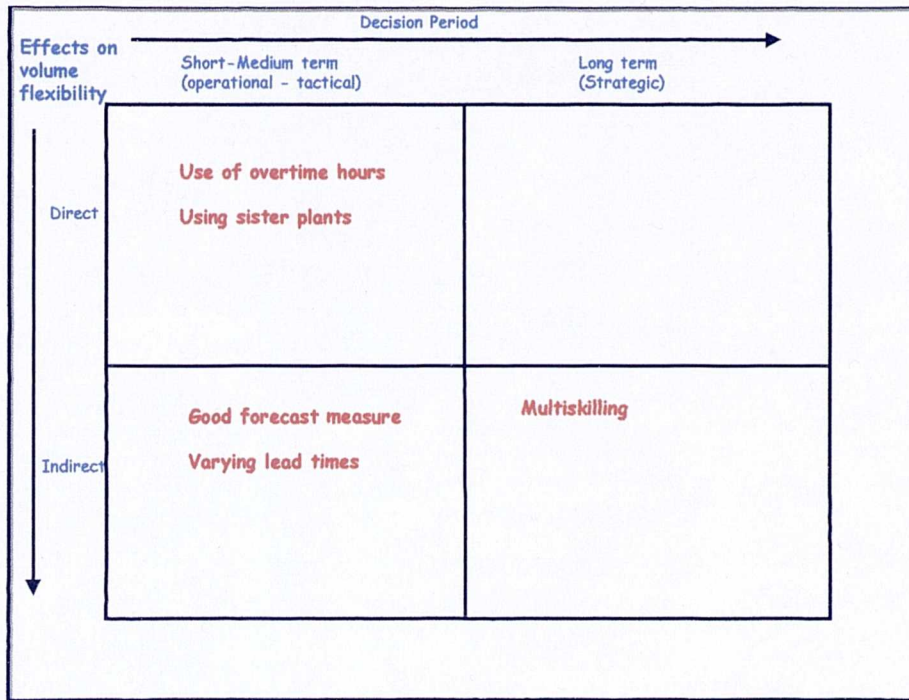 Decision Period
Effects on
volume
flexibility
Short-Medium term
(operational - tactical)
Long term
(Strategic)
Direct
Use of overtime hours
Using sister plants
Indirect
Good forecast measure
Varying lead times
Multiskilling